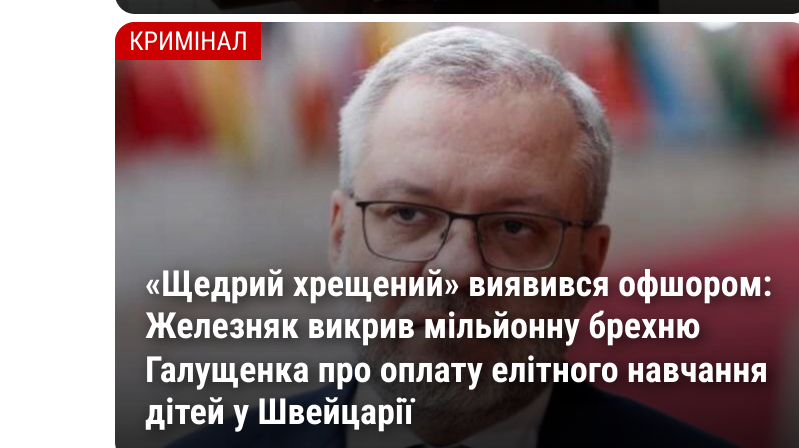 КРИМІНАЛ
«Щедрий хрещений» виявився офшором:
Железняк викрив мільйонну брехню
Галущенка про оплату елітного навчання
дітей у Швейцарії